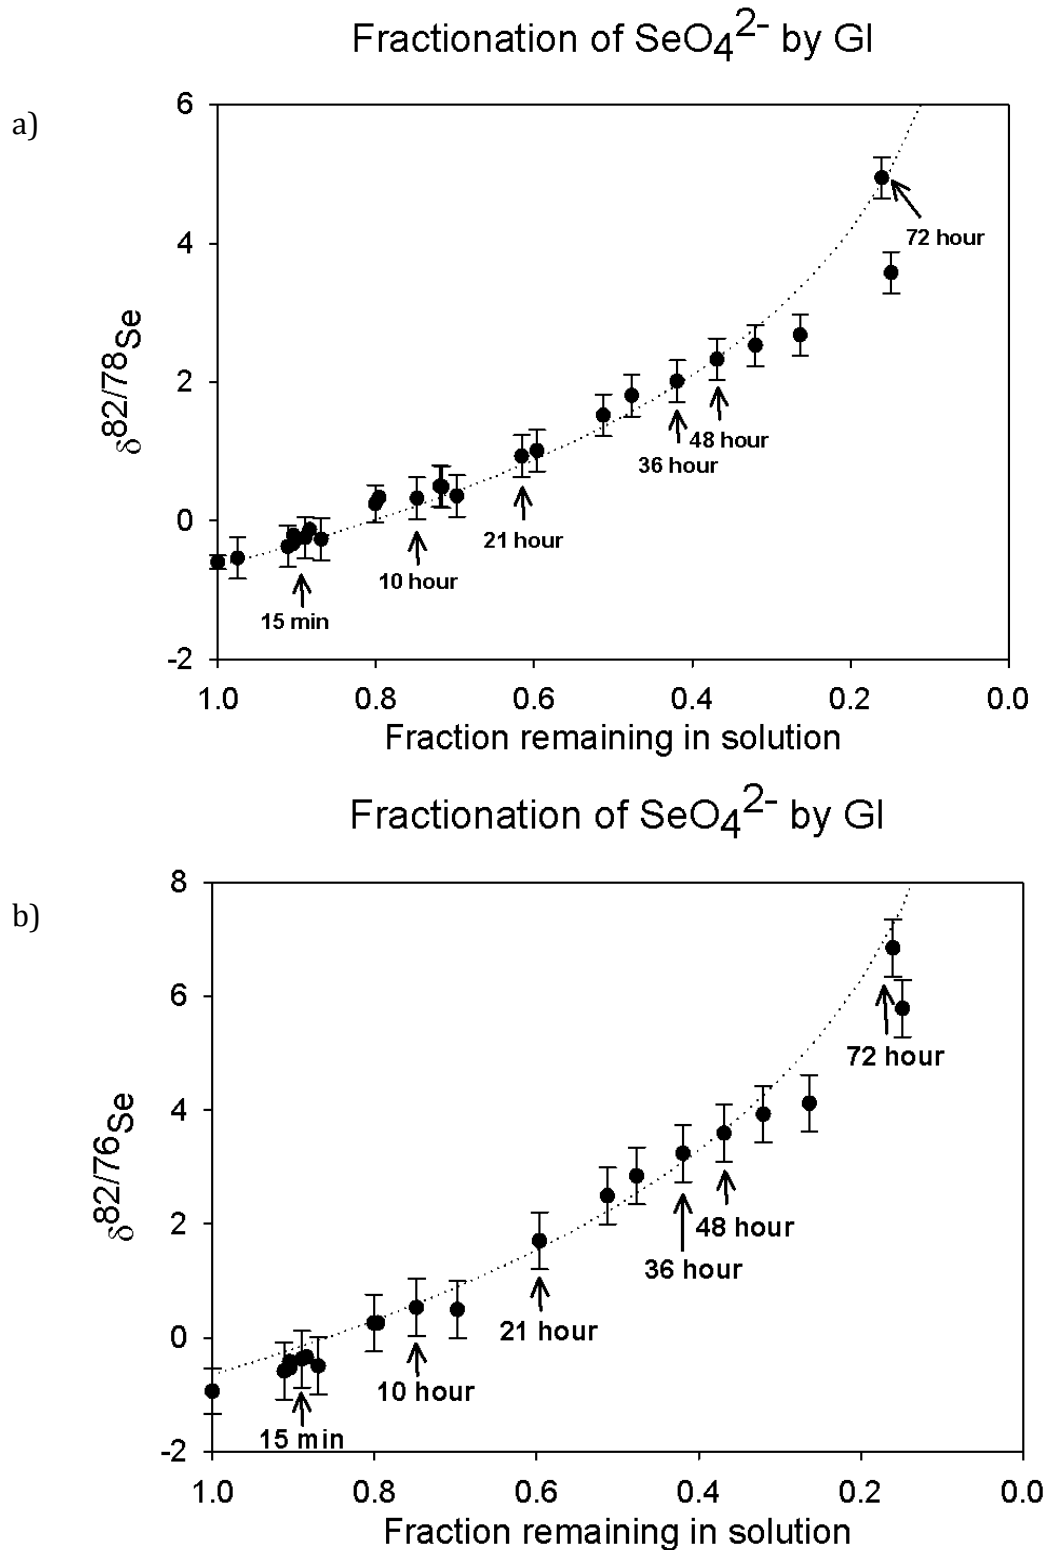 Fractionation of SeO4^2- by GI
a)
6
4
2
0
-2
δ82/78Se
72 hour
48 hour
36 hour
21 hour
10 hour
15 min
1.0 0.8 0.6 0.4 0.2 0.0
Fraction remaining in solution
Fractionation of SeO4^2- by GI
b)
8
6
4
2
0
-2
δ82/76Se
72 hour
48 hour
36 hour
21 hour
10 hour
15 min
1.0 0.8 0.6 0.4 0.2 0.0
Fraction remaining in solution